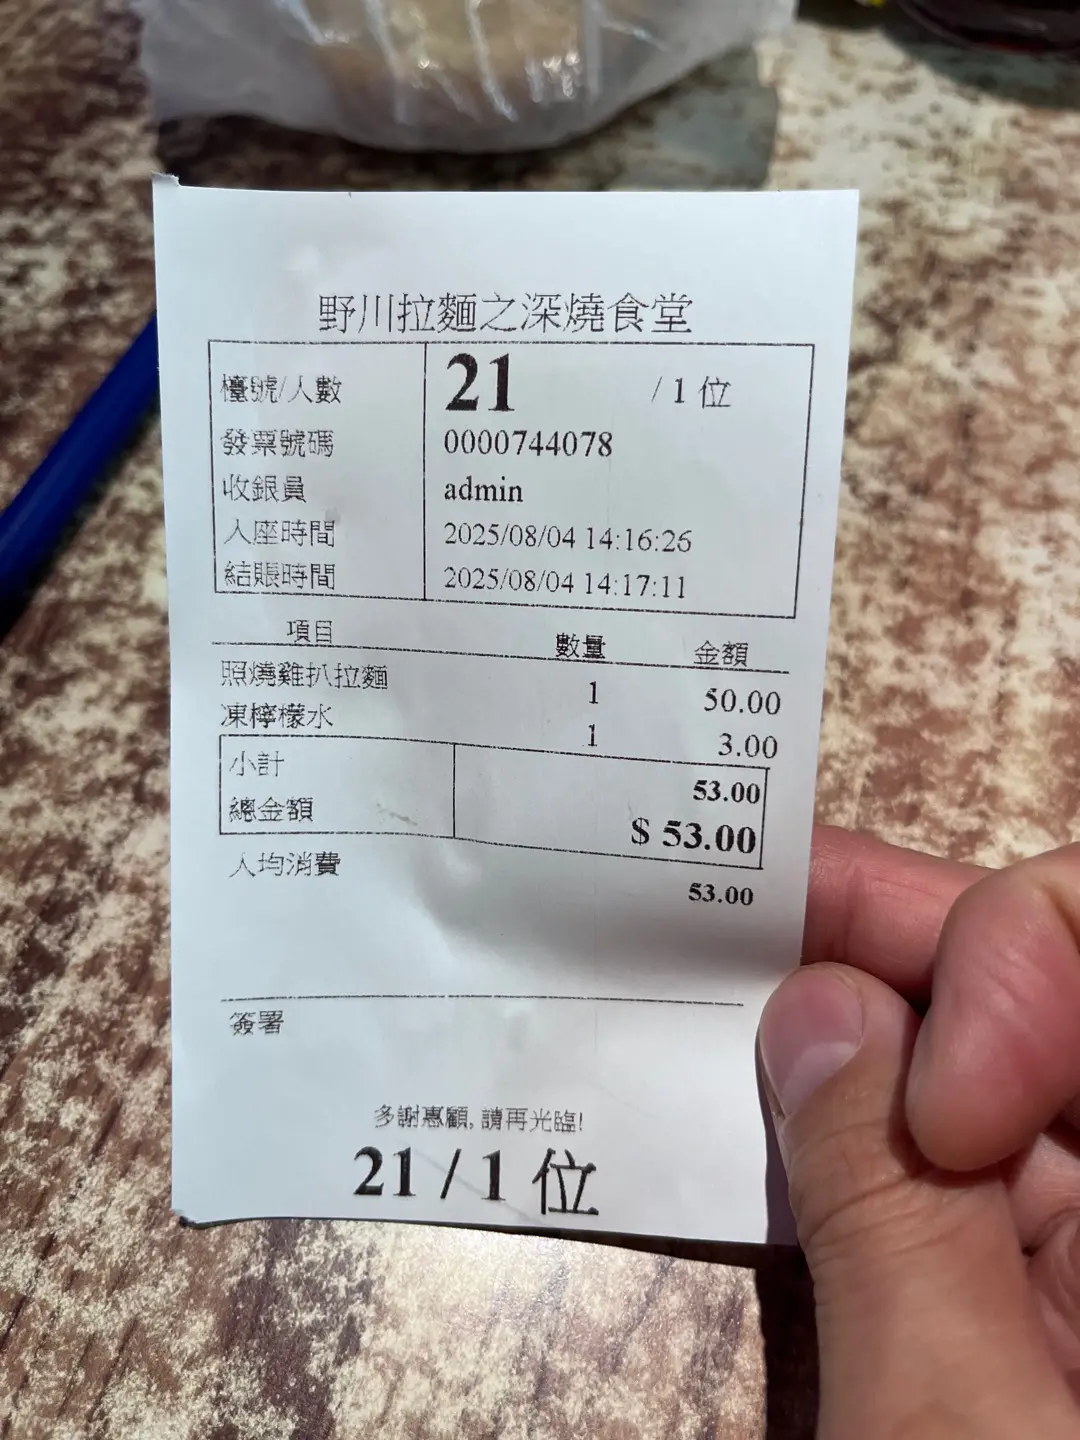 野川拉麵之深燒食堂
檯號/人數 21 / 1 位
發票號碼 0000744078
收銀員 admin
入座時間 2025/08/04 14:16:26
結賬時間 2025/08/04 14:17:11
項目 數量 金額
照燒雞扒拉麵 1 50.00
凍檸檬水 1 3.00
小計 53.00
總金額 $ 53.00
人均消費 53.00
簽署
多謝惠顧, 請再光臨!
21 / 1 位